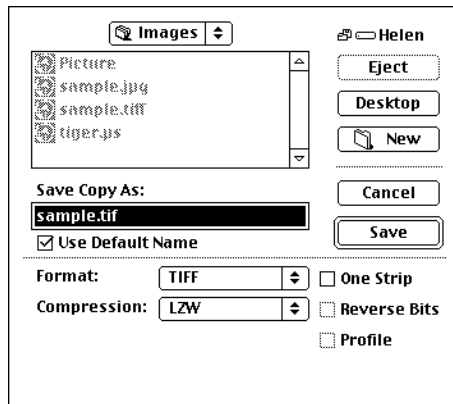 Images
Helen
Picture
sample.jpg
sample.tiff
tiger.ps
Eject
Desktop
New
Save Copy As:
sample.tif
Use Default Name
Cancel
Save
Format: TIFF
One Strip
Compression: LZW
Reverse Bits
Profile